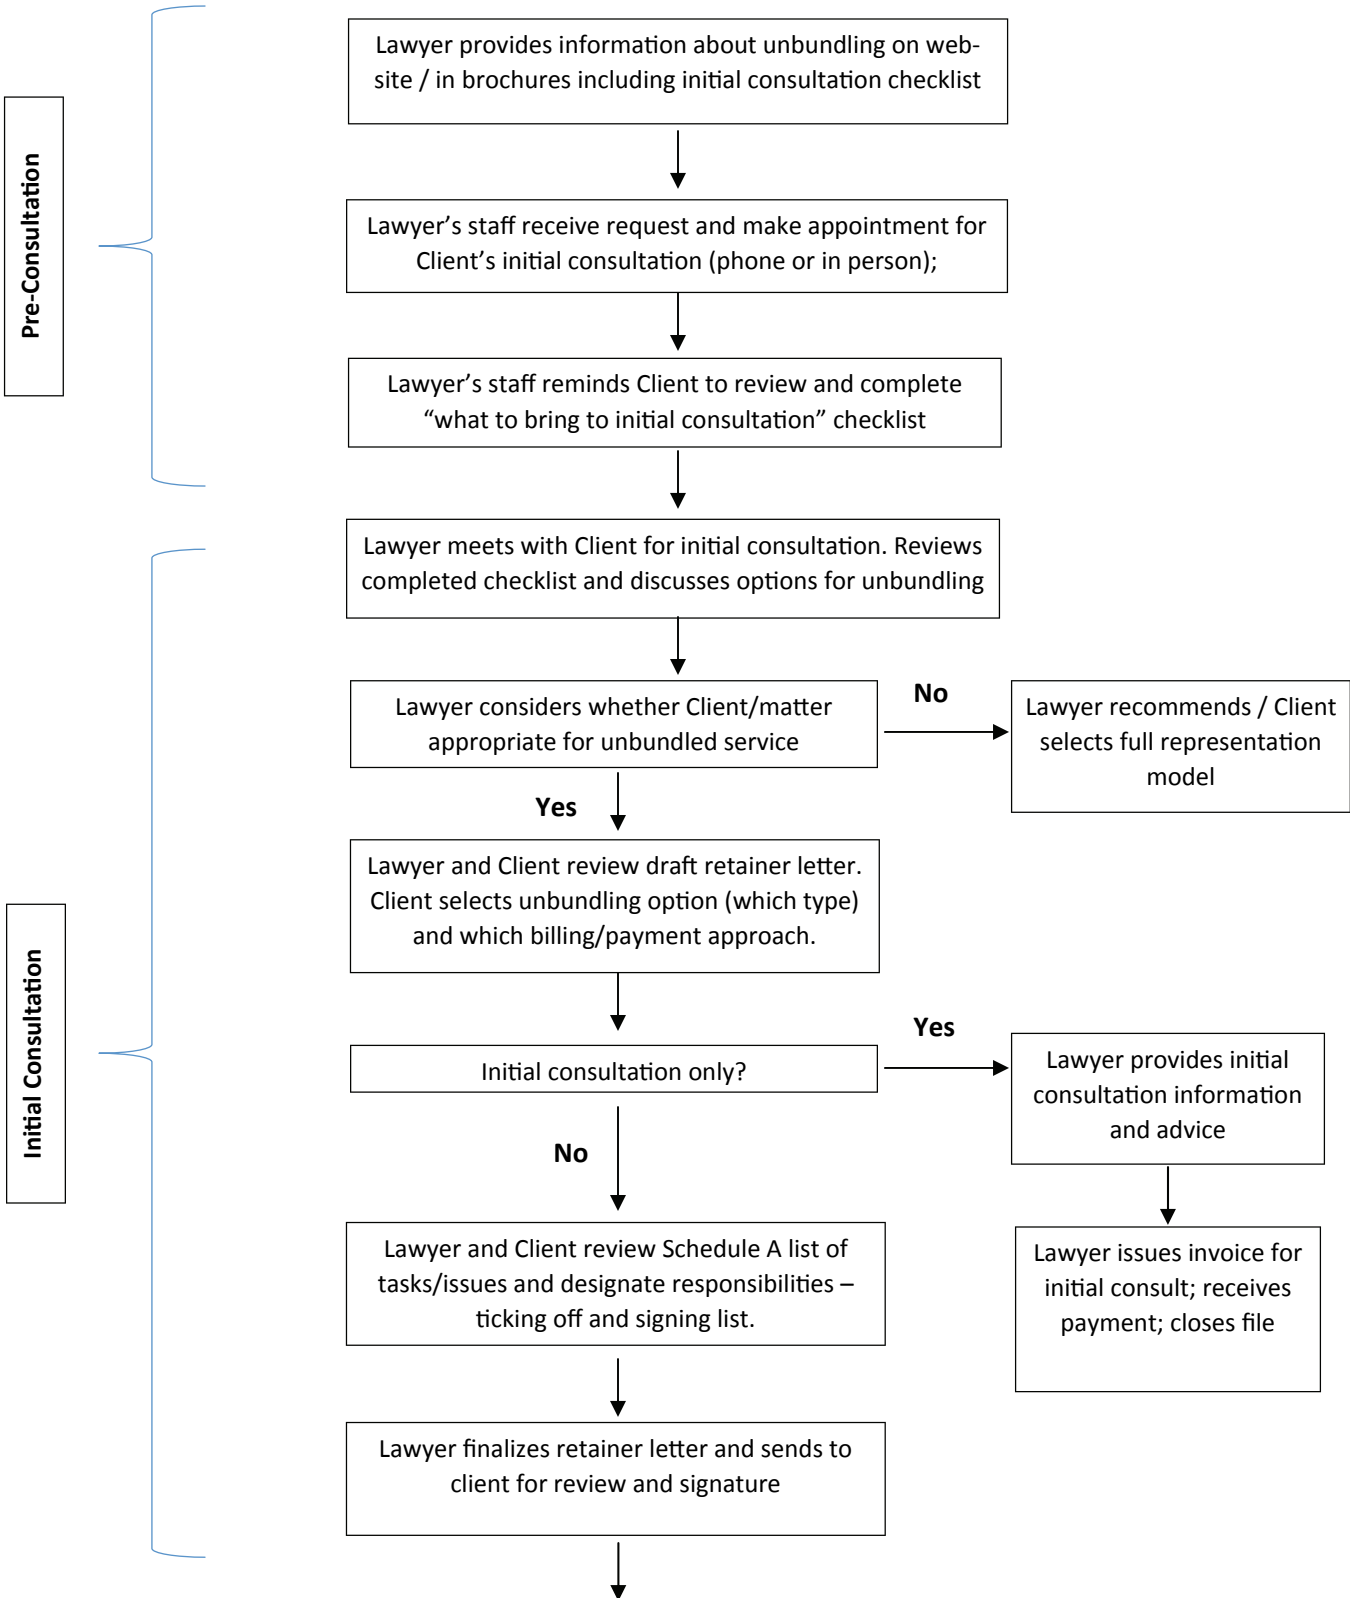 Pre-Consultation
Lawyer provides information about unbundling on web-
site / in brochures including initial consultation checklist
Lawyer’s staff receive request and make appointment for
Client’s initial consultation (phone or in person);
Lawyer’s staff reminds Client to review and complete
“what to bring to initial consultation” checklist
Initial Consultation
Lawyer meets with Client for initial consultation. Reviews
completed checklist and discusses options for unbundling
Lawyer considers whether Client/matter
appropriate for unbundled service
No
Lawyer recommends / Client
selects full representation
model
Yes
Lawyer and Client review draft retainer letter.
Client selects unbundling option (which type)
and which billing/payment approach.
Initial consultation only?
Yes
Lawyer provides initial
consultation information
and advice
Lawyer issues invoice for
initial consult; receives
payment; closes file
No
Lawyer and Client review Schedule A list of
tasks/issues and designate responsibilities –
ticking off and signing list.
Lawyer finalizes retainer letter and sends to
client for review and signature